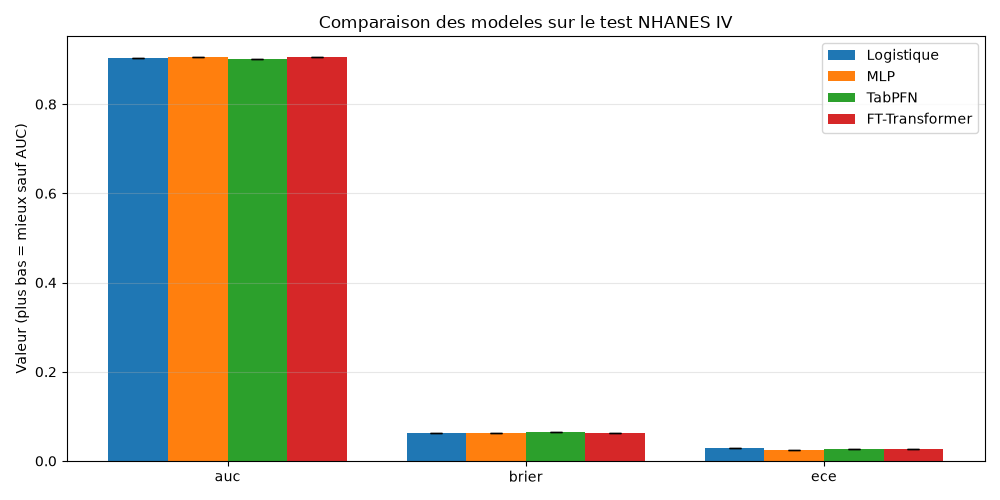 Comparaison des modeles sur le test NHANES IV
Valeur (plus bas = mieux sauf AUC)
0.8
0.6
0.4
0.2
0.0
Logistique
MLP
TabPFN
FT-Transformer
auc
brier
ece